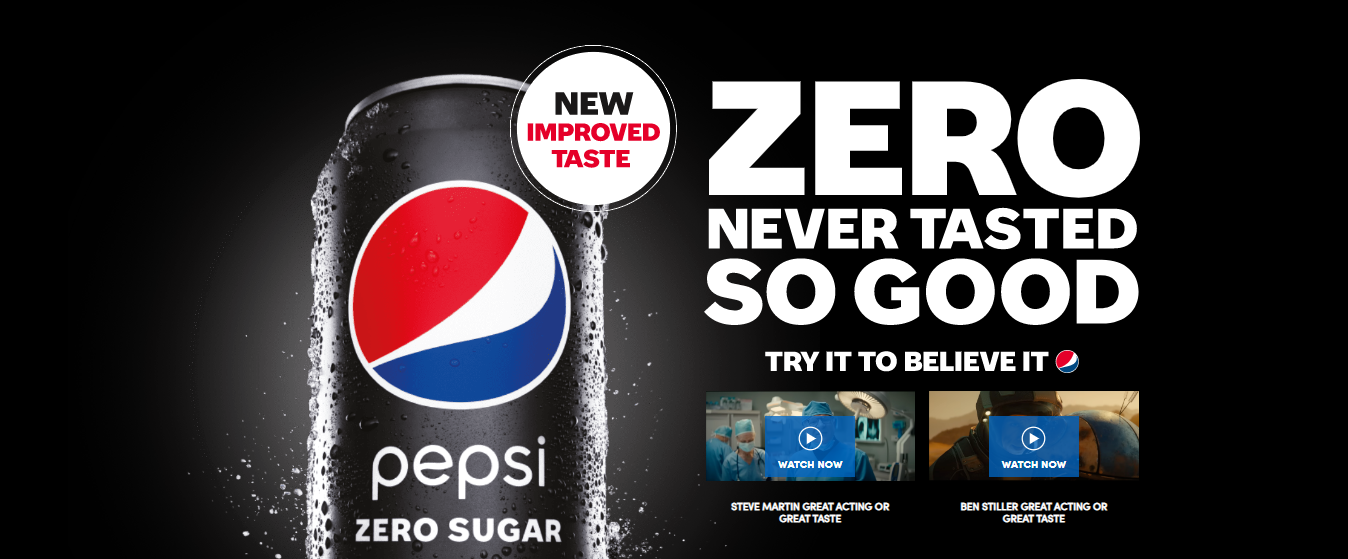 NEW
IMPROVED
TASTE
pepsi
ZERO SUGAR
ZERO
NEVER TASTED
SO GOOD
TRY IT TO BELIEVE IT
WATCH NOW
STEVE MARTIN GREAT ACTING OR
GREAT TASTE
WATCH NOW
BEN STILLER GREAT ACTING OR
GREAT TASTE